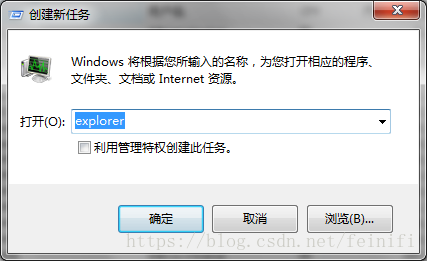 创建新任务
Windows 将根据您所输入的名称，为您打开相应的程序、
文件夹、文档或 Internet 资源。
打开(O): explorer
利用管理特权创建此任务。
确定 取消 浏览(B)...
https://blog.csdn.net/feinifi